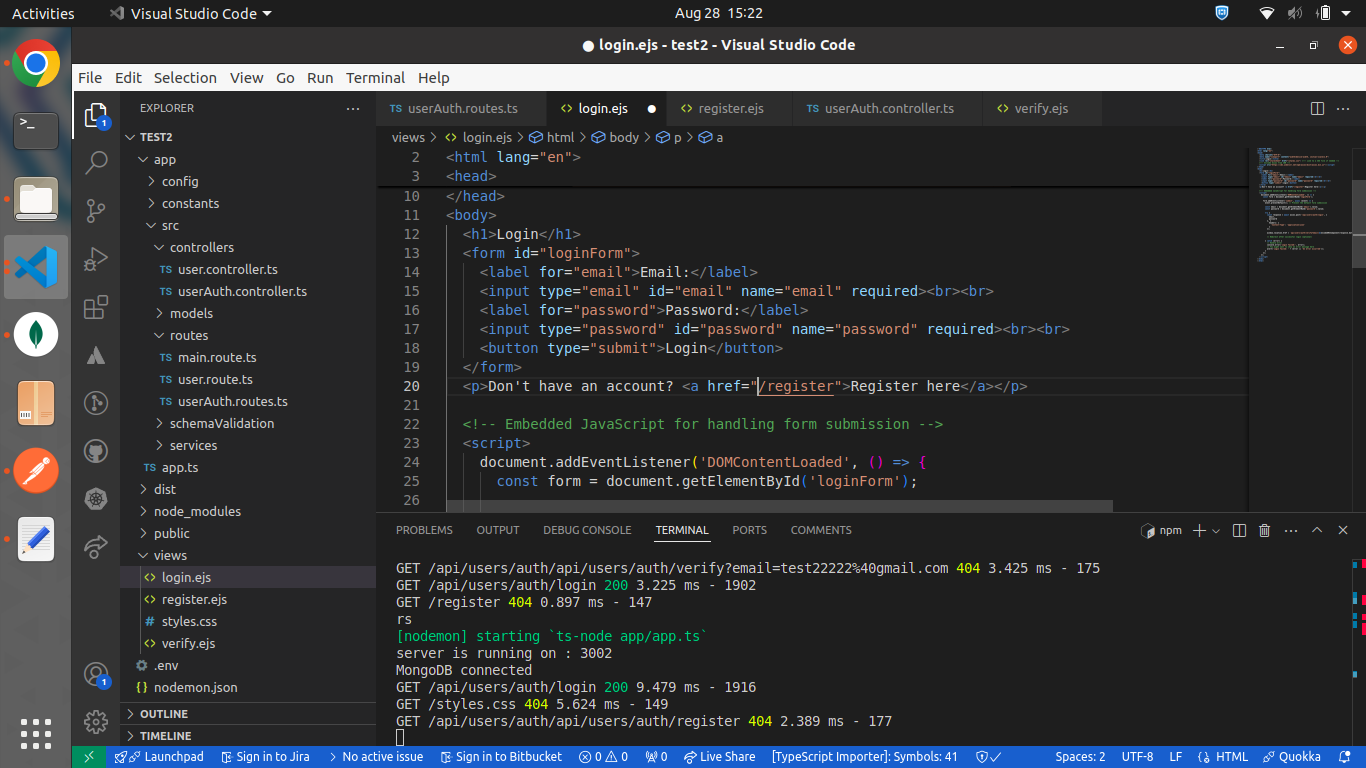 Activities
Visual Studio Code
Aug 28 15:22
● login.ejs - test2 - Visual Studio Code
File Edit Selection View Go Run Terminal Help
EXPLORER ...
TS userAuth.routes.ts
<> login.ejs ●
<> register.ejs
TS userAuth.controller.ts
<> verify.ejs
views > <> login.ejs > html > body > p > a
1
TEST2
app
config
constants
src
controllers
TS user.controller.ts
TS userAuth.controller.ts
models
routes
TS main.route.ts
TS user.route.ts
TS userAuth.routes.ts
schemaValidation
services
TS app.ts
dist
node_modules
public
views
<> login.ejs
<> register.ejs
# styles.css
<> verify.ejs
.env
{} nodemon.json
OUTLINE
TIMELINE
1
2 <html lang="en">
3 <head>
10 </head>
11 <body>
12 <h1>Login</h1>
13 <form id="loginForm">
14 <label for="email">Email:</label>
15 <input type="email" id="email" name="email" required><br><br>
16 <label for="password">Password:</label>
17 <input type="password" id="password" name="password" required><br><br>
18 <button type="submit">Login</button>
19 </form>
20 <p>Don't have an account? <a href="/register">Register here</a></p>
21
22 <!-- Embedded JavaScript for handling form submission -->
23 <script>
24 document.addEventListener('DOMContentLoaded', () => {
25 const form = document.getElementById('loginForm');
26
PROBLEMS OUTPUT DEBUG CONSOLE TERMINAL PORTS COMMENTS
npm
GET /api/users/auth/api/users/auth/verify?email=test22222%40gmail.com 404 3.425 ms - 175
GET /api/users/auth/login 200 3.225 ms - 1902
GET /register 404 0.897 ms - 147
rs
[nodemon] starting `ts-node app/app.ts`
server is running on : 3002
MongoDB connected
GET /api/users/auth/login 200 9.479 ms - 1916
GET /styles.css 404 5.624 ms - 149
GET /api/users/auth/api/users/auth/register 404 2.389 ms - 177
Launchpad Sign in to Jira > No active issue Sign in to Bitbucket 0 0 0 Live Share [TypeScript Importer]: Symbols: 41 Spaces: 2 UTF-8 LF {} HTML Quokka